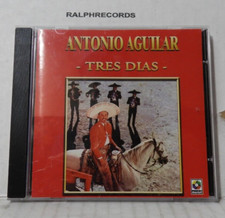 RALPHRECORDS
ANTONIO AGUILAR
- TRES DIAS -